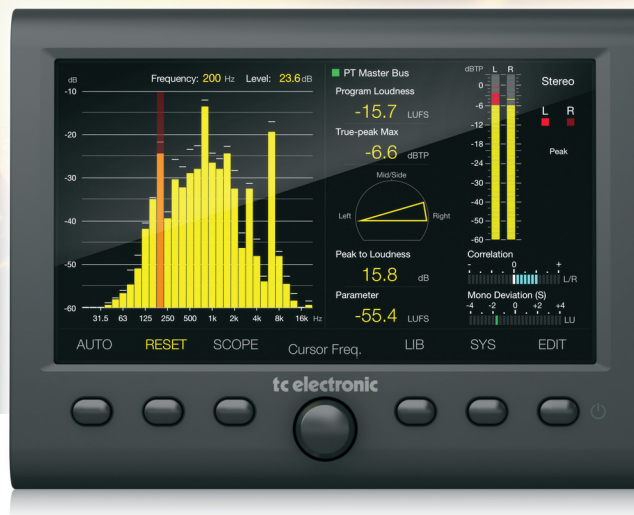 dB
Frequency: 200 Hz Level: 23.6 dB
-10
-20
-30
-40
-50
-60
31.5 63 125 250 500 1k 2k 4k 8k 16k Hz
PT Master Bus
Program Loudness
-15.7 LUFS
True-peak Max
-6.6 dBTP
Mid/Side
Left Right
Peak to Loudness
15.8 dB
Parameter
-55.4 LUFS
dBTP L R
0
-6
-12
-18
-24
-30
-40
-50
-60
Stereo
L R
Peak
Correlation
- 0 +
L/R
Mono Deviation (S)
-4 -2 0 +2 +4
LU
AUTO RESET SCOPE Cursor Freq. LIB SYS EDIT
tc electronic